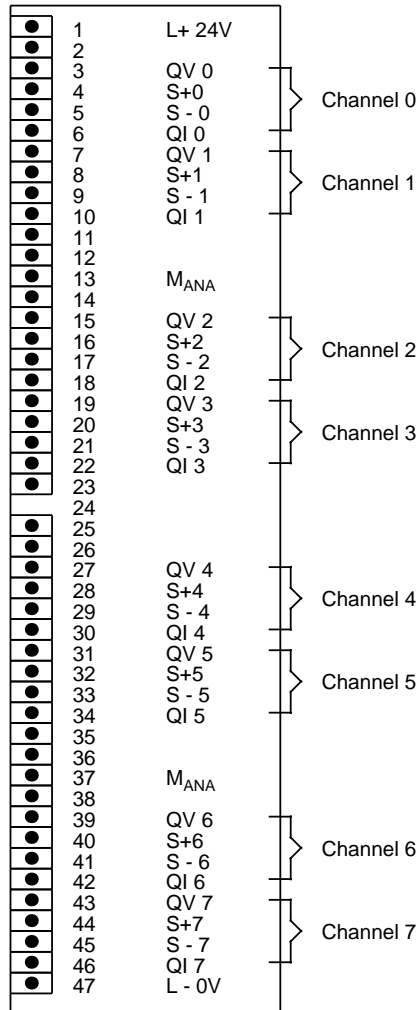 1 L+ 24V
2
3 QV 0
4 S+0 Channel 0
5 S - 0
6 QI 0
7 QV 1
8 S+1 Channel 1
9 S - 1
10 QI 1
11
12
13 MANA
14
15 QV 2
16 S+2 Channel 2
17 S - 2
18 QI 2
19 QV 3
20 S+3 Channel 3
21 S - 3
22 QI 3
23
24
25
26
27 QV 4
28 S+4 Channel 4
29 S - 4
30 QI 4
31 QV 5
32 S+5 Channel 5
33 S - 5
34 QI 5
35
36
37 MANA
38
39 QV 6
40 S+6 Channel 6
41 S - 6
42 QI 6
43 QV 7
44 S+7 Channel 7
45 S - 7
46 QI 7
47 L - 0V